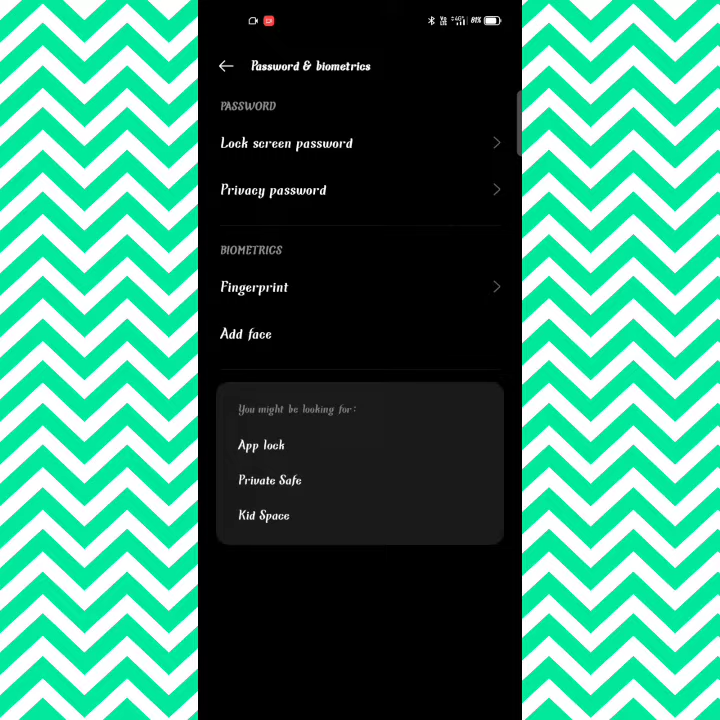 81%
Password & biometrics
PASSWORD
Lock screen password
Privacy password
BIOMETRICS
Fingerprint
Add face
You might be looking for:
App lock
Private Safe
Kid Space